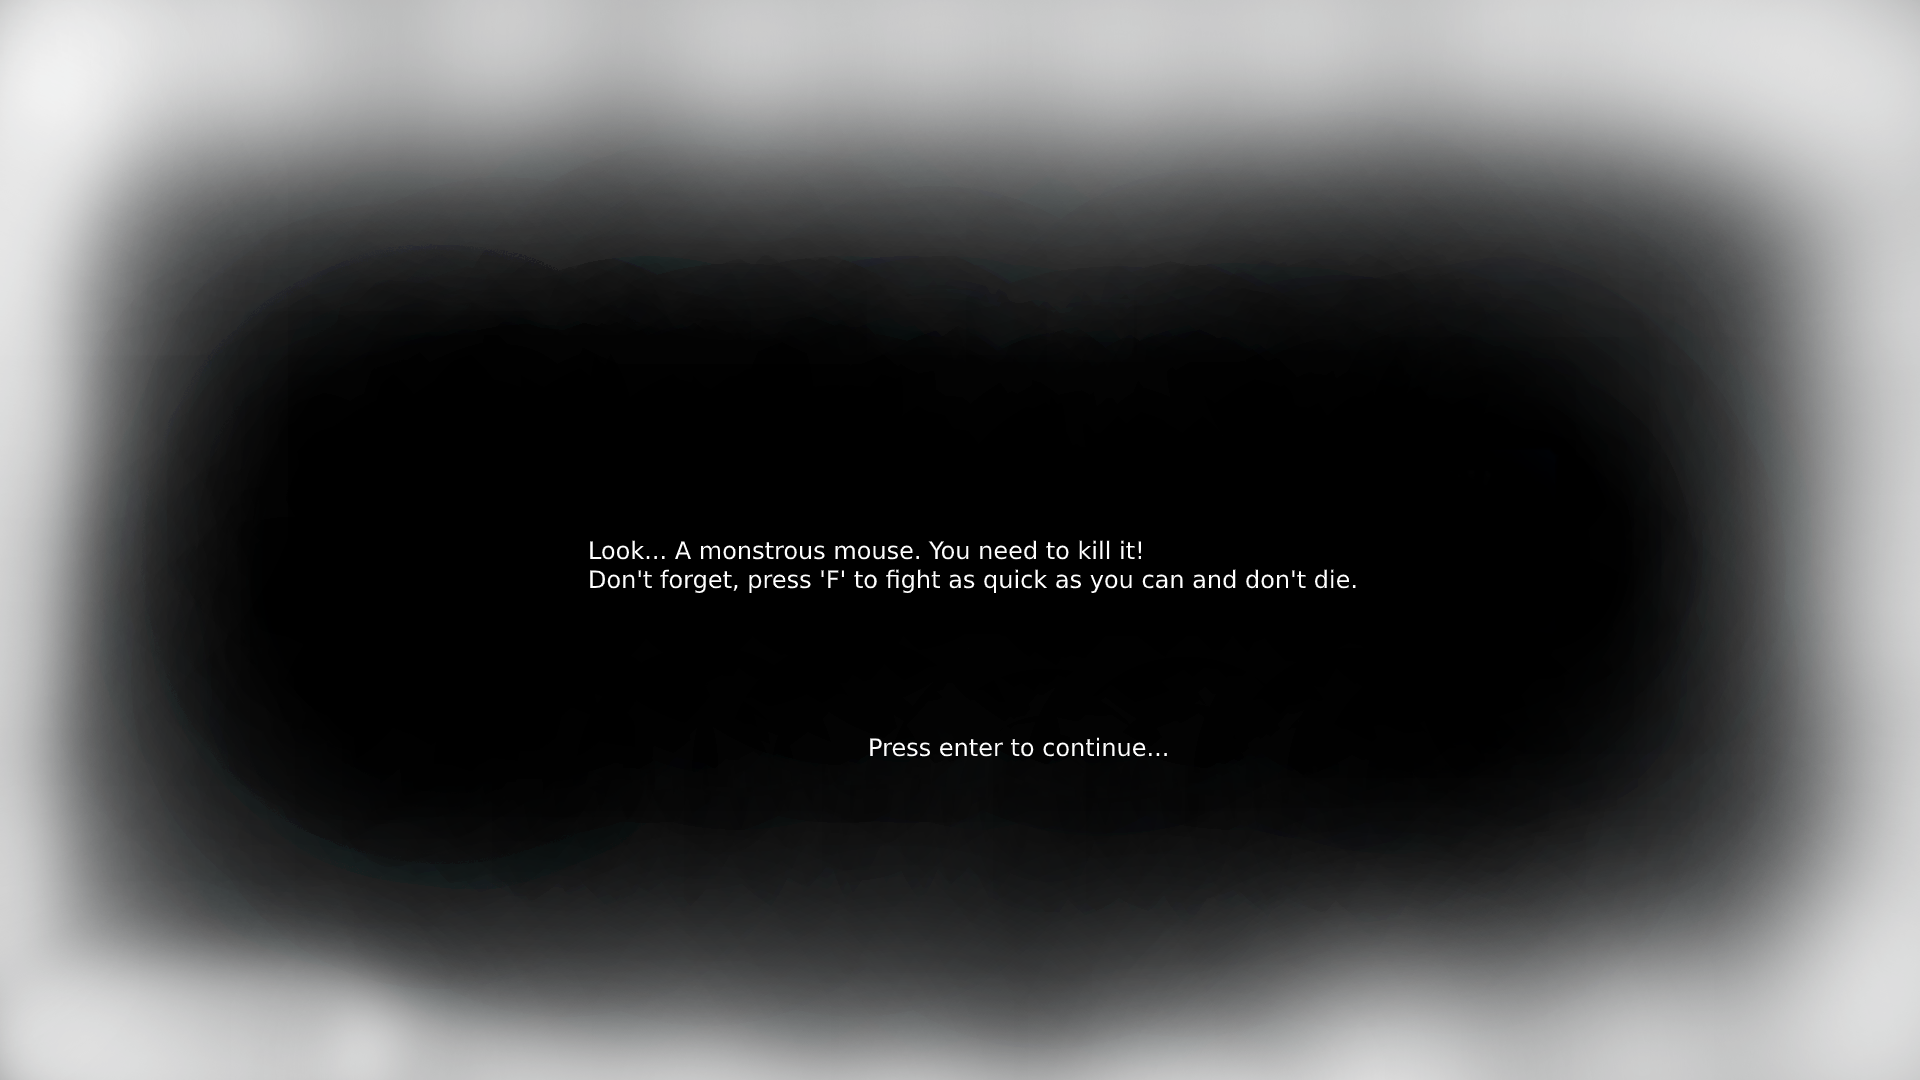 Look... A monstrous mouse. You need to kill it!
Don't forget, press 'F' to fight as quick as you can and don't die.
Press enter to continue...